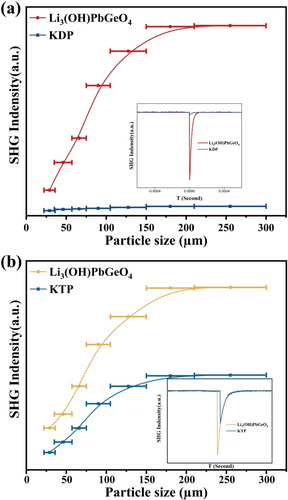 (a)
Li₃(OH)PbGeO₄
KDP
SHG Indensity(a.u.)
SHG Indensity(a.u.)
Li₃(OH)PbGeO₄
KDP
-0.0004 0.0000 0.0004
T (Second)
0 50 100 150 200 250 300
Particle size (µm)
(b)
Li₃(OH)PbGeO₄
KTP
SHG Indensity(a.u.)
SHG Indensity(a.u.)
Li₃(OH)PbGeO₄
KTP
T (Second)
0 50 100 150 200 250 300
Particle size (µm)